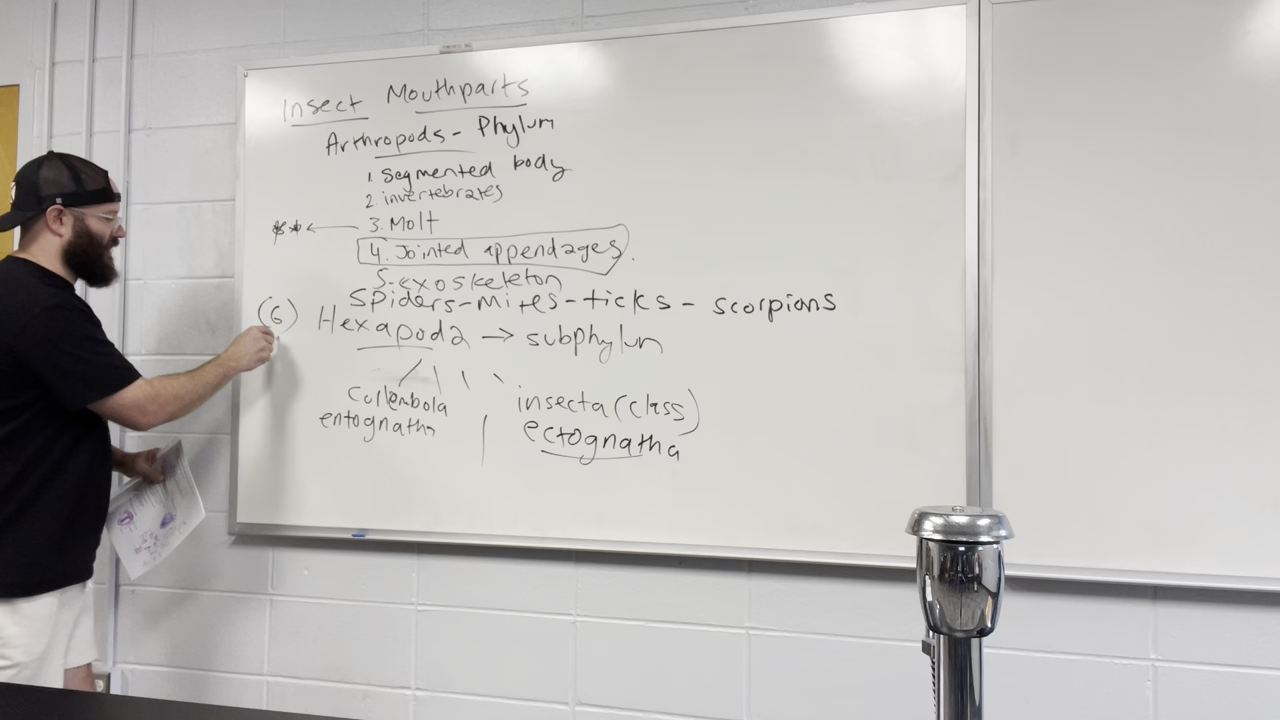 Insect Mouthparts
Arthropods - Phylum
1. Segmented body
2 invertebrates
3. Molt
4. Jointed appendages.
5-exoskeleton
Spiders-mites-ticks-scorpions
(6) Hexapoda → subphylum
Collembola insecta (class)
entognatha ectognatha